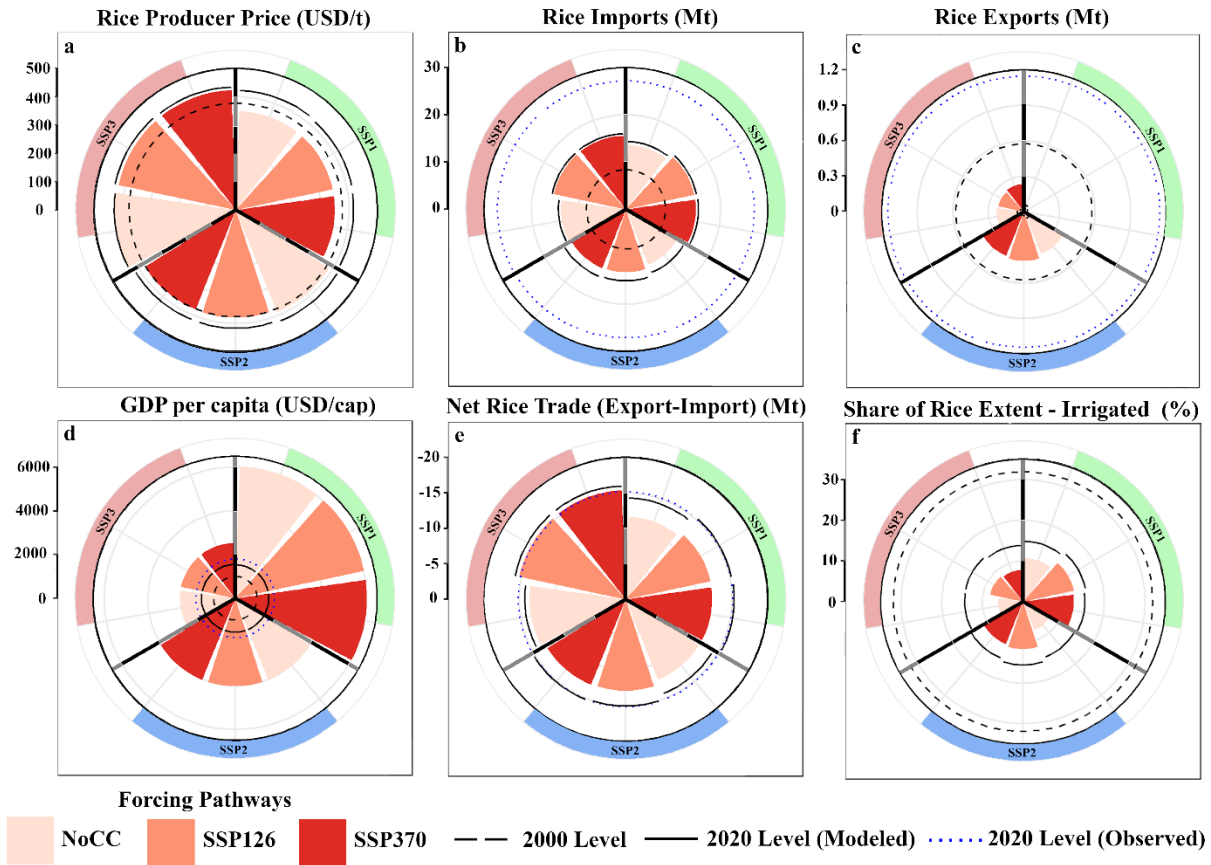 Rice Producer Price (USD/t)
Rice Imports (Mt)
Rice Exports (Mt)
a
500
400
300
200
100
0
SSP3
SSP1
SSP2
b
30
20
10
0
SSP3
SSP1
SSP2
c
1.2
0.9
0.6
0.3
0
SSP3
SSP1
SSP2
GDP per capita (USD/cap)
Net Rice Trade (Export-Import) (Mt)
Share of Rice Extent - Irrigated (%)
d
6000
4000
2000
0
SSP3
SSP1
SSP2
e
-20
-15
-10
-5
0
SSP3
SSP1
SSP2
f
30
20
10
0
SSP3
SSP1
SSP2
Forcing Pathways
NoCC SSP126 SSP370 2000 Level 2020 Level (Modeled) 2020 Level (Observed)